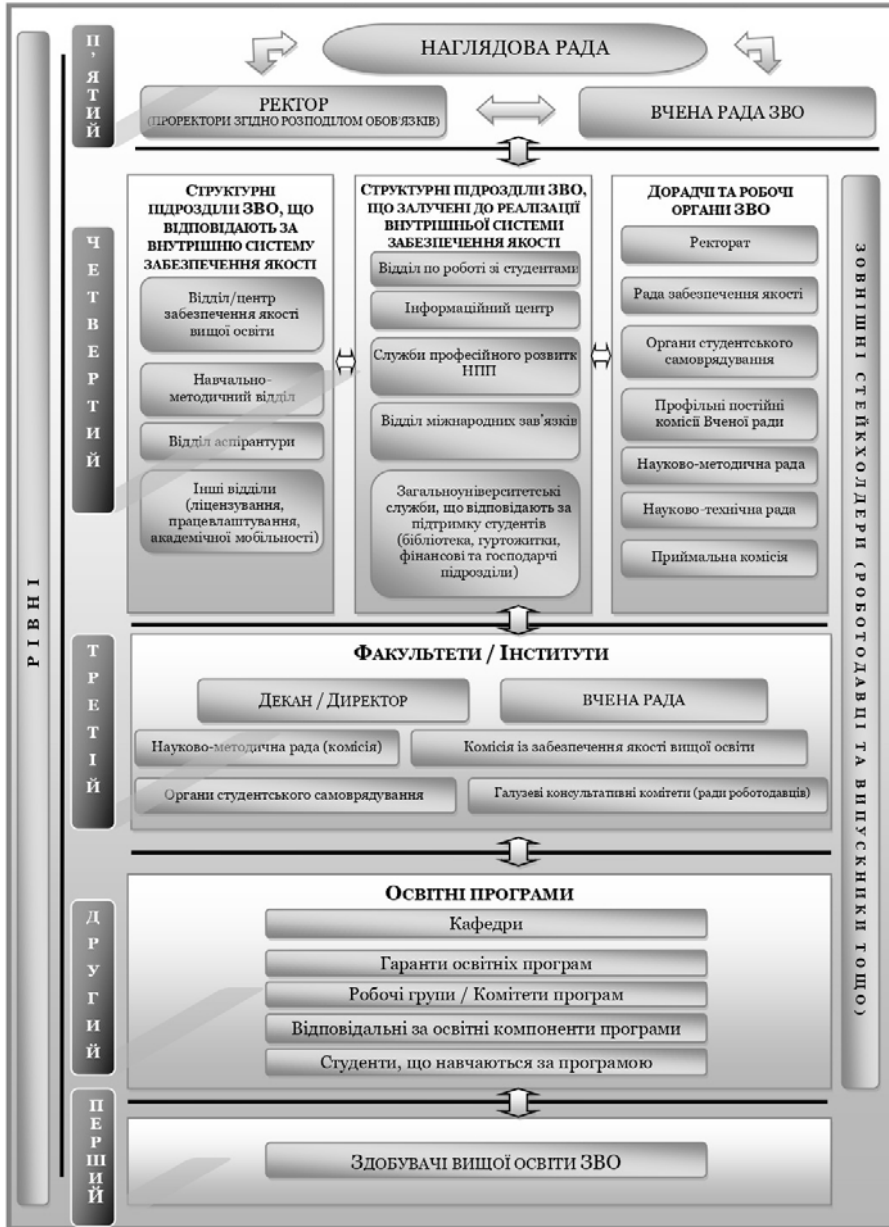 РІВНІ
П'ЯТИЙ
НАГЛЯДОВА РАДА
РЕКТОР
(ПРОРЕКТОРИ ЗГІДНО РОЗПОДІЛОМ ОБОВ'ЯЗКІВ)
ВЧЕНА РАДА ЗВО
ЧЕТВЕРТИЙ
СТРУКТУРНІ
ПІДРОЗДІЛИ ЗВО, ЩО
ВІДПОВІДАЮТЬ ЗА
ВНУТРІШНЮ СИСТЕМУ
ЗАБЕЗПЕЧЕННЯ ЯКОСТІ
Відділ/центр
забезпечення якості
вищої освіти
Навчально-
методичний відділ
Відділ аспірантури
Інші відділи
(ліцензування,
працевлаштування,
академічної мобільності)
СТРУКТУРНІ ПІДРОЗДІЛИ ЗВО,
ЩО ЗАЛУЧЕНІ ДО РЕАЛІЗАЦІЇ
ВНУТРІШНЬОЇ СИСТЕМИ
ЗАБЕЗПЕЧЕННЯ ЯКОСТІ
Відділ по роботі зі студентами
Інформаційний центр
Служби професійного розвитк
НПП
Відділ міжнародних зав'язків
Загальноуніверситетські
служби, що відповідають за
підтримку студентів
(бібліотека, гуртожитки,
фінансові та господарчі
підрозділи)
ДОРАДЧІ ТА РОБОЧІ
ОРГАНИ ЗВО
Ректорат
Рада забезпечення якості
Органи студентського
самоврядування
Профільні постійні
комісії Вченої ради
Науково-методична рада
Науково-технічна рада
Приймальна комісія
ЗОВНІШНІ СТЕЙКХОЛДЕРИ (РОБОТОДАВЦІ ТА ВИПУСКНИКИ ТОЩО)
ТРЕТІЙ
ФАКУЛЬТЕТИ / ІНСТИТУТИ
ДЕКАН / ДИРЕКТОР
ВЧЕНА РАДА
Науково-методична рада (комісія)
Комісія із забезпечення якості вищої освіти
Органи студентського самоврядування
Галузеві консультативні комітети (ради роботодавців)
ДРУГИЙ
ОСВІТНІ ПРОГРАМИ
Кафедри
Гаранти освітніх програм
Робочі групи / Комітети програм
Відповідальні за освітні компоненти програми
Студенти, що навчаються за програмою
ПЕРШИЙ
ЗДОБУВАЧІ ВИЩОЇ ОСВІТИ ЗВО